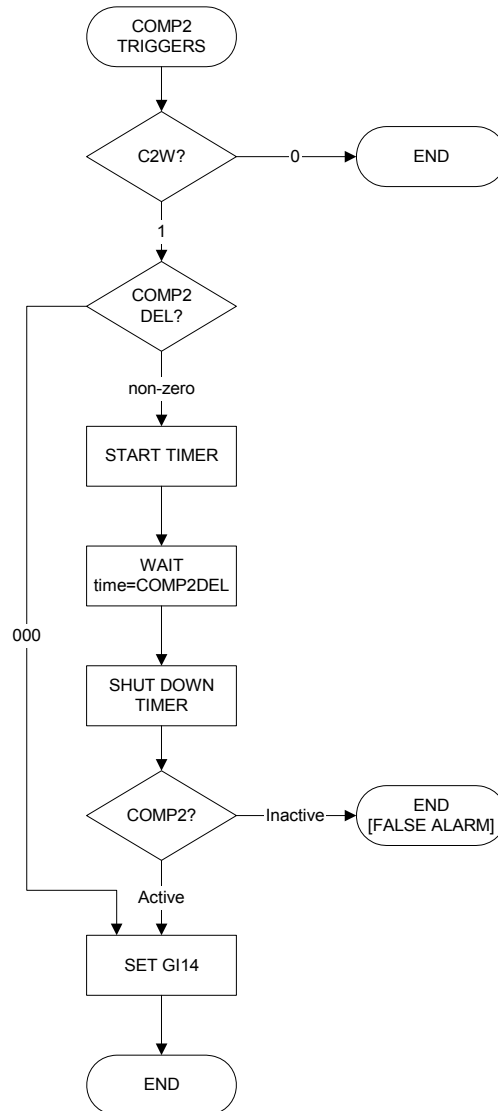 COMP2
TRIGGERS
C2W?
0
END
1
COMP2
DEL?
non-zero
START TIMER
WAIT
time=COMP2DEL
000
SHUT DOWN
TIMER
COMP2?
Inactive
END
[FALSE ALARM]
Active
SET GI14
END